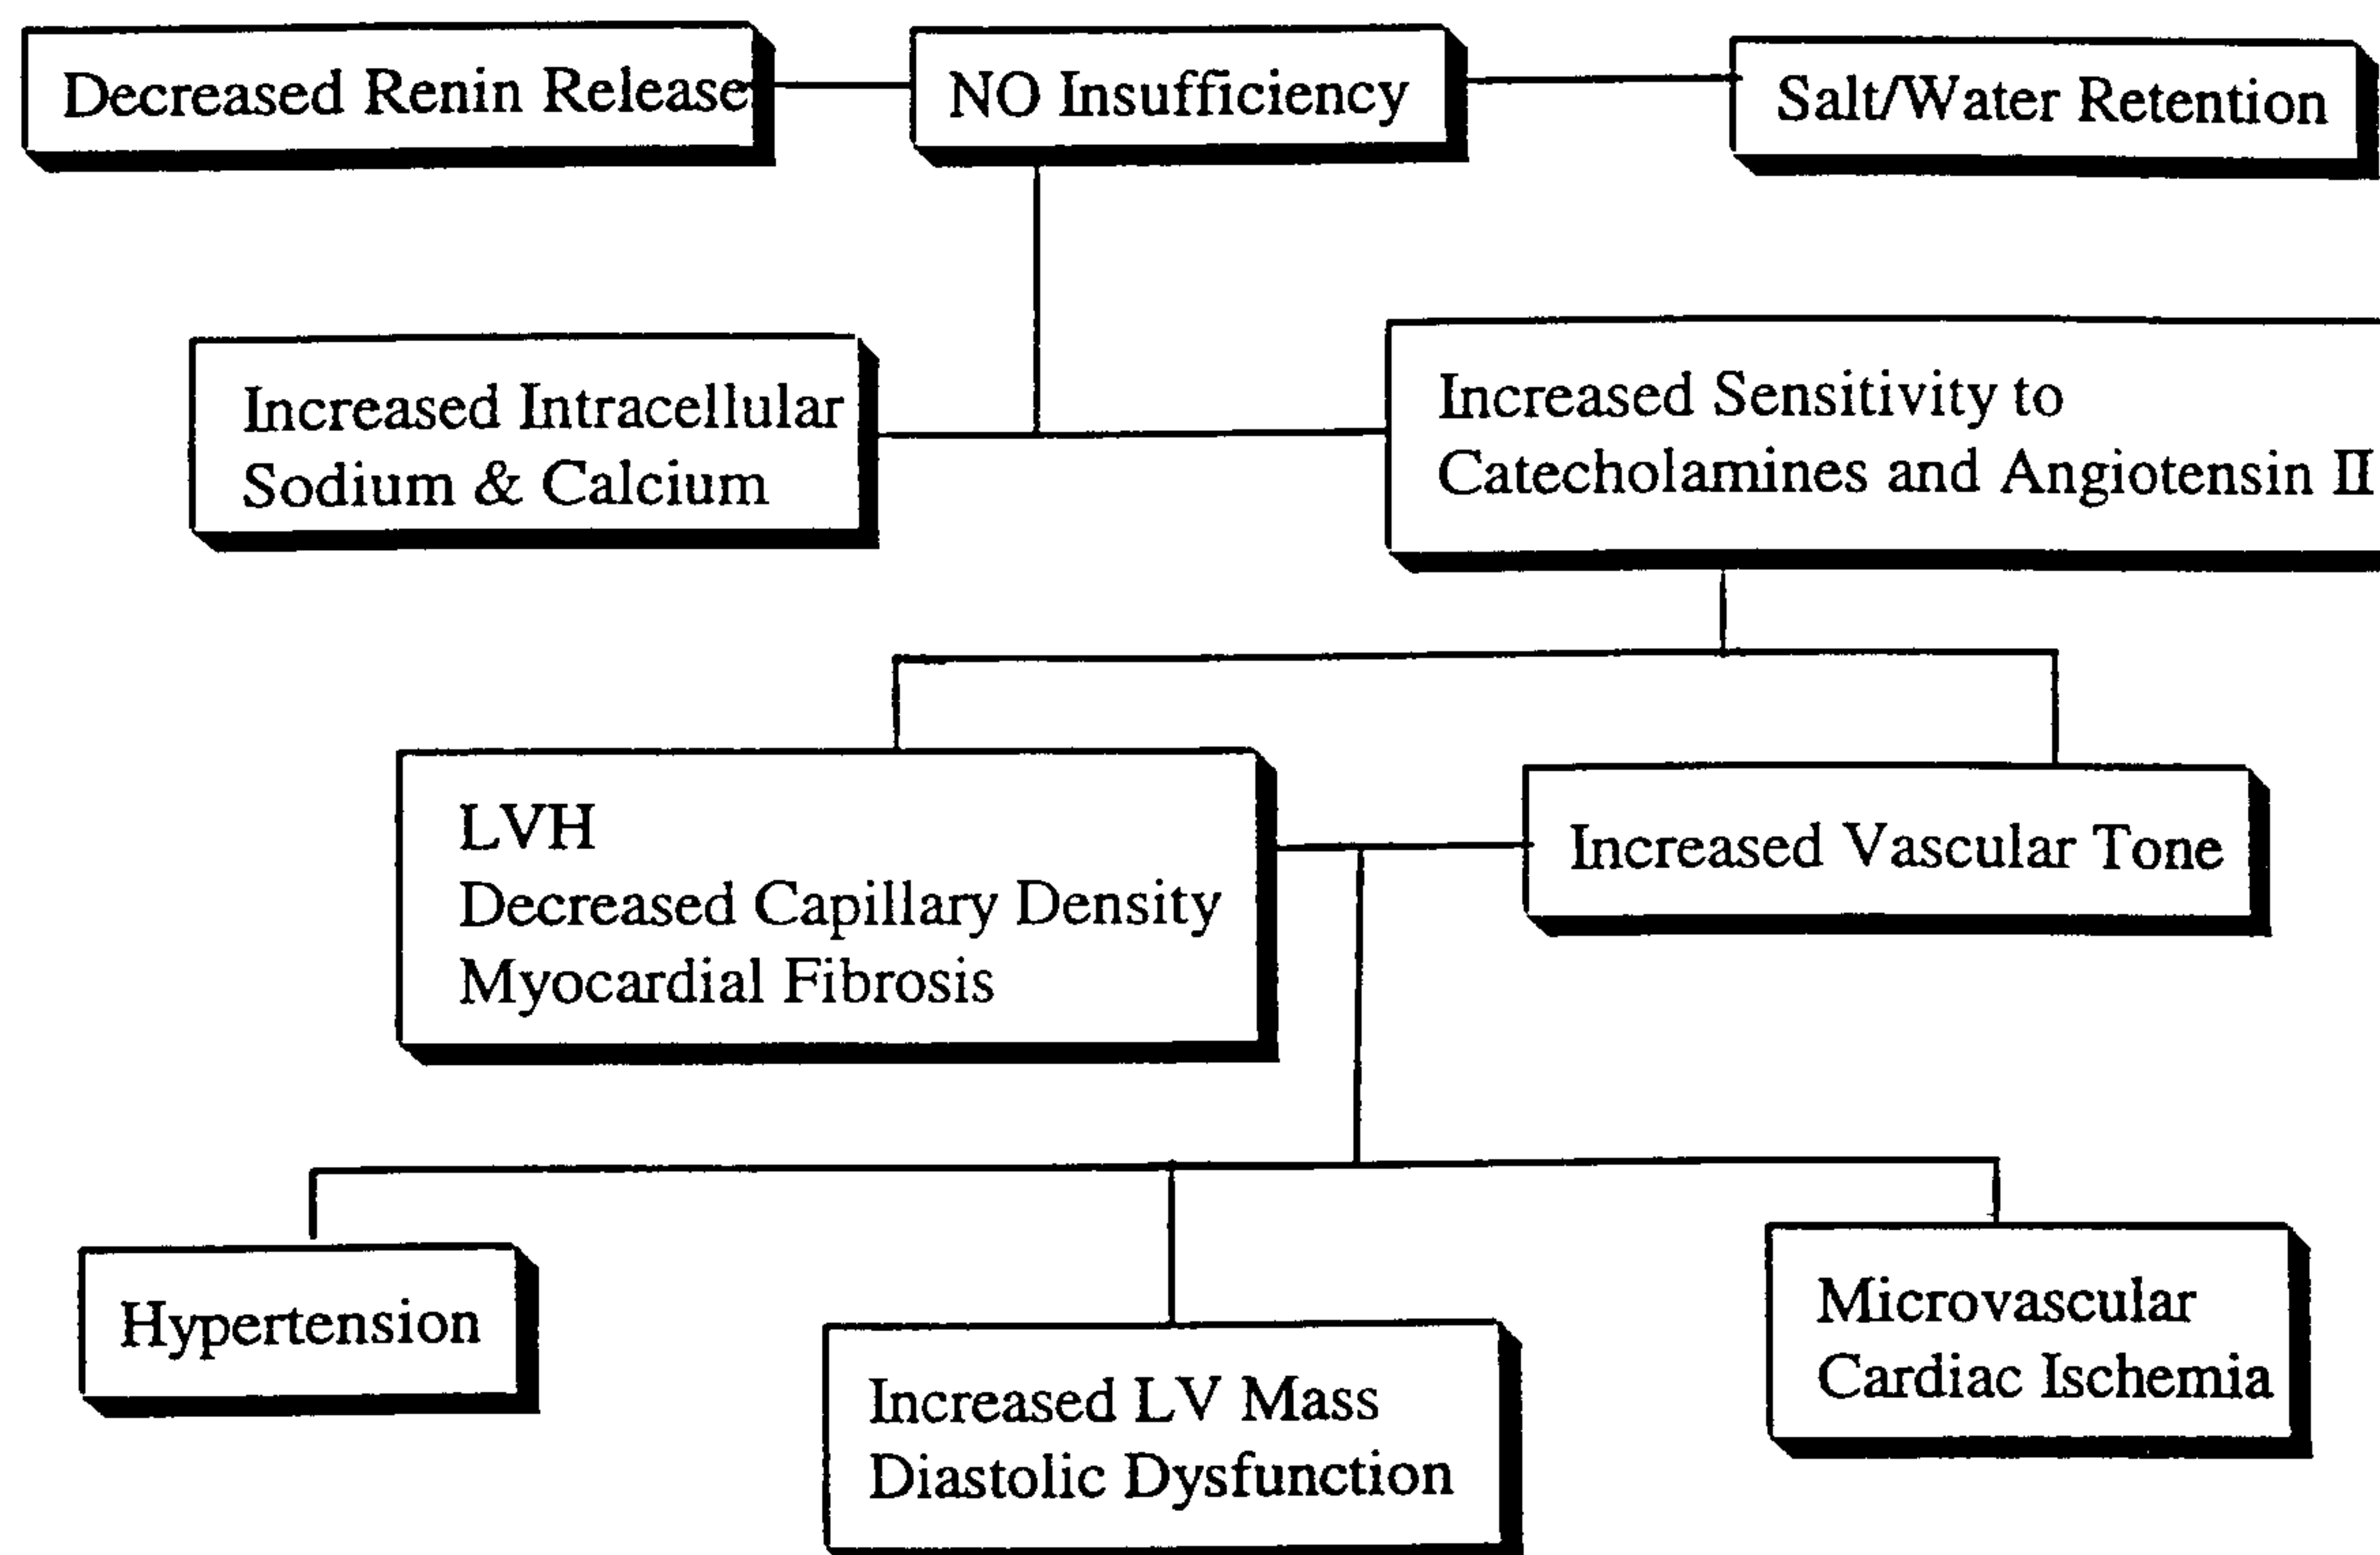 Decreased Renin Release
NO Insufficiency
Salt/Water Retention
Increased Intracellular
Sodium & Calcium
Increased Sensitivity to
Catecholamines and Angiotensin II
LVH
Decreased Capillary Density
Myocardial Fibrosis
Increased Vascular Tone
Hypertension
Increased LV Mass
Diastolic Dysfunction
Microvascular
Cardiac Ischemia